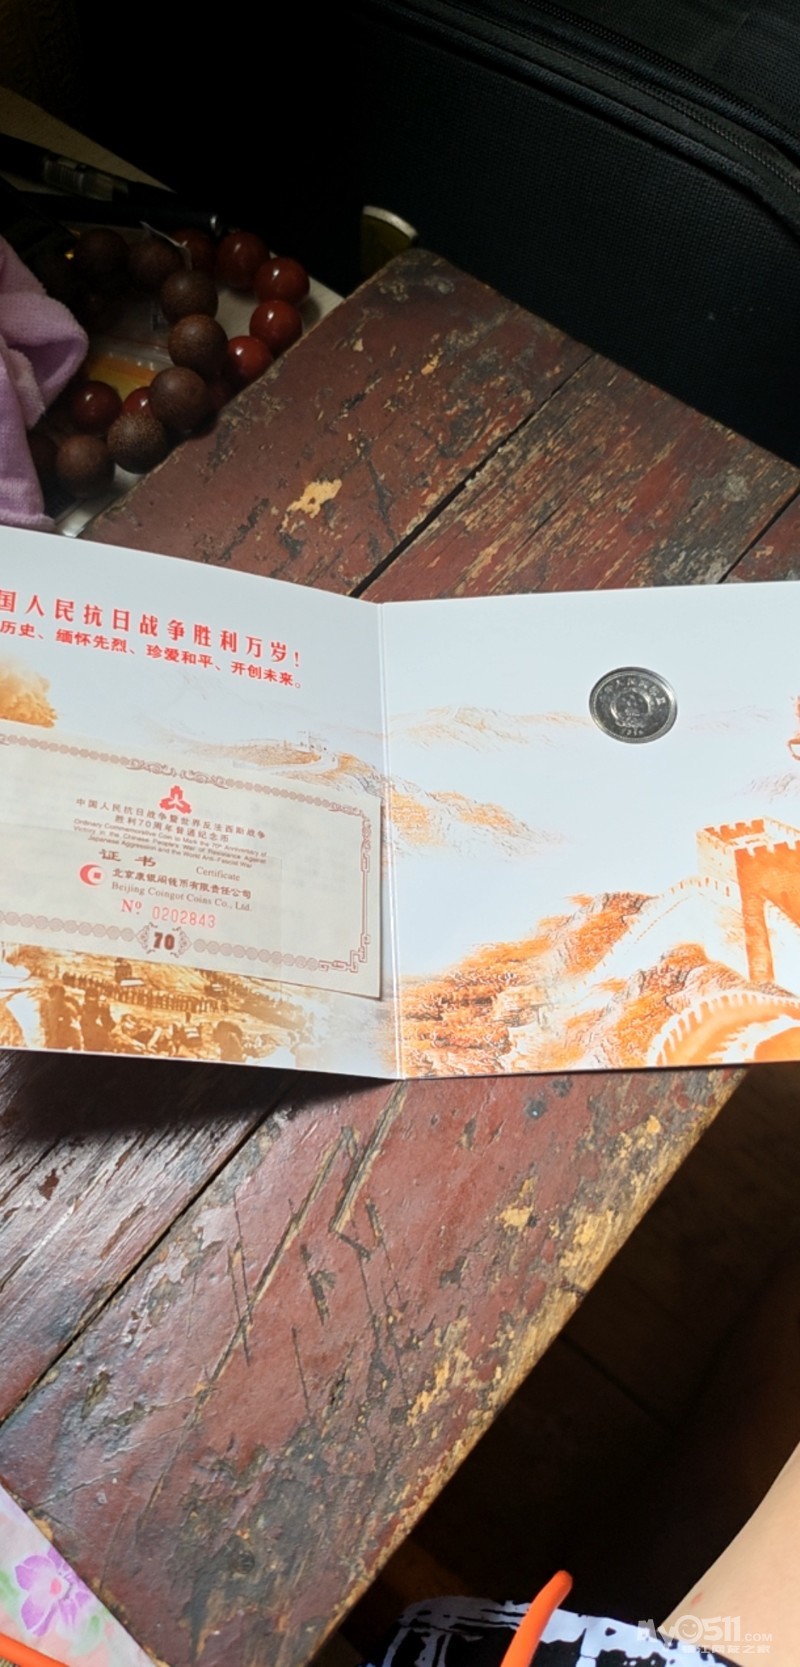 国人民抗日战争胜利万岁!
历史、缅怀先烈、珍爱和平、开创未来。
中国人民抗日战争暨世界反法西斯战争
胜利70周年普通纪念币
Ordinary Commemorative Coin to Mark the 70th Anniversary of
Victory in the Chinese People's War of Resistance Against
Japanese Aggression and the World Anti-Fascist War
证书
Certificate
北京康银阁钱币有限责任公司
Beijing Coingot Coins Co., Ltd.
Nº 0202843
70
My0511.COM